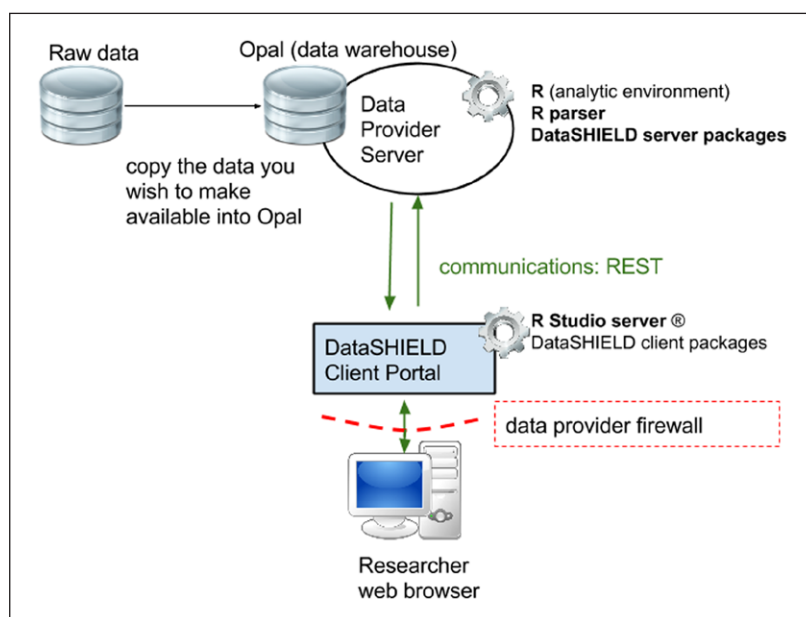 Raw data
Opal (data warehouse)
Data
Provider
Server
R (analytic environment)
R parser
DataSHIELD server packages
copy the data you
wish to make
available into Opal
communications: REST
R Studio server ®
DataSHIELD client packages
DataSHIELD
Client Portal
data provider firewall
Researcher
web browser